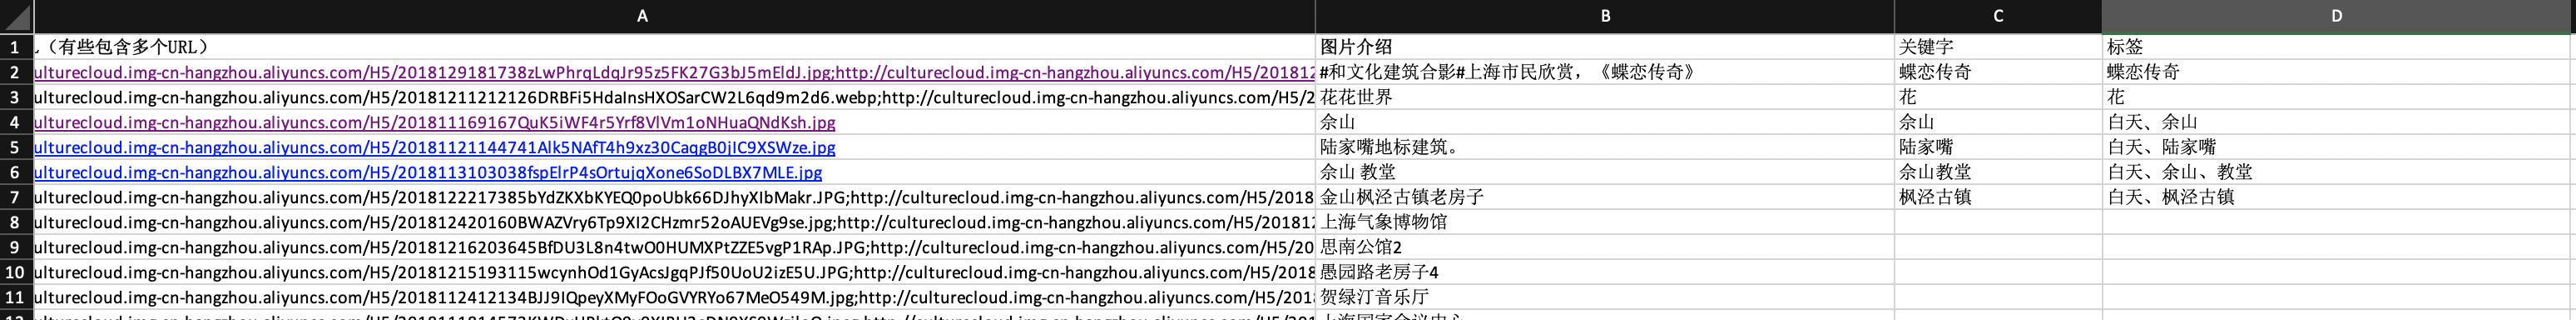 A B C D
1 （有些包含多个URL） 图片介绍 关键字 标签
2 ulturecloud.img-cn-hangzhou.aliyuncs.com/H5/2018129181738zLwPhrqLdqJr95z5FK27G3bJ5mEldJ.jpg;http://culturecloud.img-cn-hangzhou.aliyuncs.com/H5/201812 #和文化建筑合影#上海市民欣赏，《蝶恋传奇》 蝶恋传奇 蝶恋传奇
3 ulturecloud.img-cn-hangzhou.aliyuncs.com/H5/20181211212126DRBFi5HdaInsHXOSarCW2L6qd9m2d6.webp;http://culturecloud.img-cn-hangzhou.aliyuncs.com/H5/2 花花世界 花 花
4 ulturecloud.img-cn-hangzhou.aliyuncs.com/H5/201811169167QuK5iWF4r5Yrf8VlVm1oNHuaQNdKsh.jpg 佘山 佘山 白天、佘山
5 ulturecloud.img-cn-hangzhou.aliyuncs.com/H5/20181121144741Alk5NAfT4h9xz30CaqgB0jIC9XSWze.jpg 陆家嘴地标建筑。 陆家嘴 白天、陆家嘴
6 ulturecloud.img-cn-hangzhou.aliyuncs.com/H5/2018113103038fspElrP4sOrtujqXone6SoDLBX7MLE.jpg 佘山 教堂 佘山教堂 白天、佘山、教堂
7 ulturecloud.img-cn-hangzhou.aliyuncs.com/H5/2018122217385bYdZKXbKYEQ0poUbk66DJhyXIbMakr.JPG;http://culturecloud.img-cn-hangzhou.aliyuncs.com/H5/2018 金山枫泾古镇老房子 枫泾古镇 白天、枫泾古镇
8 ulturecloud.img-cn-hangzhou.aliyuncs.com/H5/201812420160BWAZVry6Tp9XI2CHzmr52oAUEVg9se.jpg;http://culturecloud.img-cn-hangzhou.aliyuncs.com/H5/201812 上海气象博物馆
9 ulturecloud.img-cn-hangzhou.aliyuncs.com/H5/20181216203645BfDU3L8n4twO0HUMXPtZZE5vgP1RAp.JPG;http://culturecloud.img-cn-hangzhou.aliyuncs.com/H5/20 思南公馆2
10 ulturecloud.img-cn-hangzhou.aliyuncs.com/H5/201812151931​15wcynhOd1GyAcsJgqPJf50UoU2izE5U.JPG;http://culturecloud.img-cn-hangzhou.aliyuncs.com/H5/2018 愚园路老房子4
11 ulturecloud.img-cn-hangzhou.aliyuncs.com/H5/2018112412134BJJ9IQpeyXMyFOoGVYRYo67MeO549M.jpg;http://culturecloud.img-cn-hangzhou.aliyuncs.com/H5/201 贺绿汀音乐厅